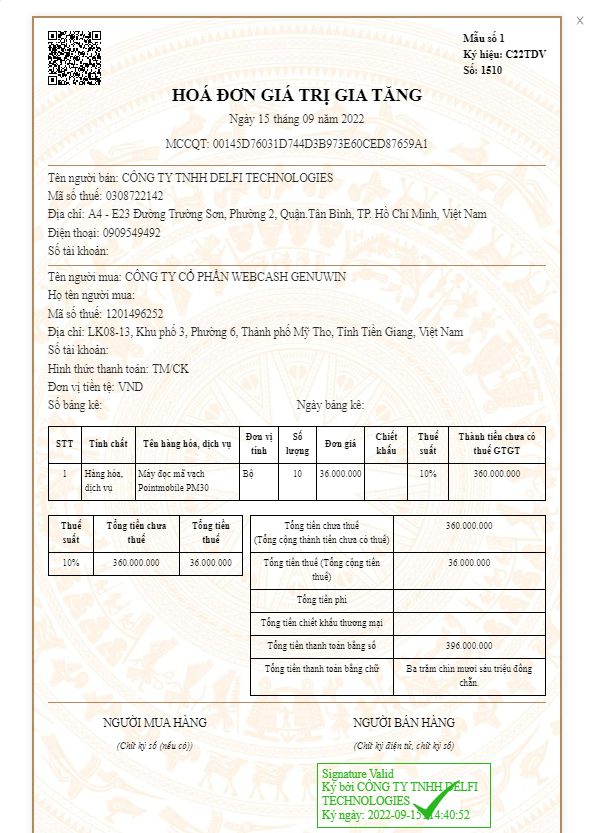 X
Mẫu số 1
Ký hiệu: C22TDV
Số: 1510
HOÁ ĐƠN GIÁ TRỊ GIA TĂNG
Ngày 15 tháng 09 năm 2022
MCCQT: 00145D76031D744D3B973E60CED87659A1
Tên người bán: CÔNG TY TNHH DELFI TECHNOLOGIES
Mã số thuế: 0308722142
Địa chỉ: A4 - E23 Đường Trường Sơn, Phường 2, Quận.Tân Bình, TP. Hồ Chí Minh, Việt Nam
Điện thoại: 0909549492
Số tài khoản:
Tên người mua: CÔNG TY CỔ PHẦN WEBCASH GENUWIN
Họ tên người mua:
Mã số thuế: 1201496252
Địa chỉ: LK08-13, Khu phố 3, Phường 6, Thành phố Mỹ Tho, Tỉnh Tiền Giang, Việt Nam
Số tài khoản:
Hình thức thanh toán: TM/CK
Đơn vị tiền tệ: VND
Số bảng kê: Ngày bảng kê:
STT Tính chất Tên hàng hóa, dịch vụ Đơn vị tính Số lượng Đơn giá Chiết khấu Thuế suất Thành tiền chưa có thuế GTGT
1 Hàng hóa, dịch vụ Máy đọc mã vạch Pointmobile PM30 Bộ 10 36.000.000 10% 360.000.000
Thuế suất Tổng tiền chưa thuế Tổng tiền thuế
10% 360.000.000 36.000.000
Tổng tiền chưa thuế
(Tổng cộng thành tiền chưa có thuế) 360.000.000
Tổng tiền thuế (Tổng cộng tiền thuế) 36.000.000
Tổng tiền phí
Tổng tiền chiết khấu thương mại
Tổng tiền thanh toán bằng số 396.000.000
Tổng tiền thanh toán bằng chữ Ba trăm chín mươi sáu triệu đồng chẵn.
NGƯỜI MUA HÀNG NGƯỜI BÁN HÀNG
(Chữ ký số (nếu có)) (Chữ ký điện tử, chữ ký số)
Signature Valid
Ký bởi CÔNG TY TNHH DELFI
TECHNOLOGIES
Ký ngày: 2022-09-15T14:40:52